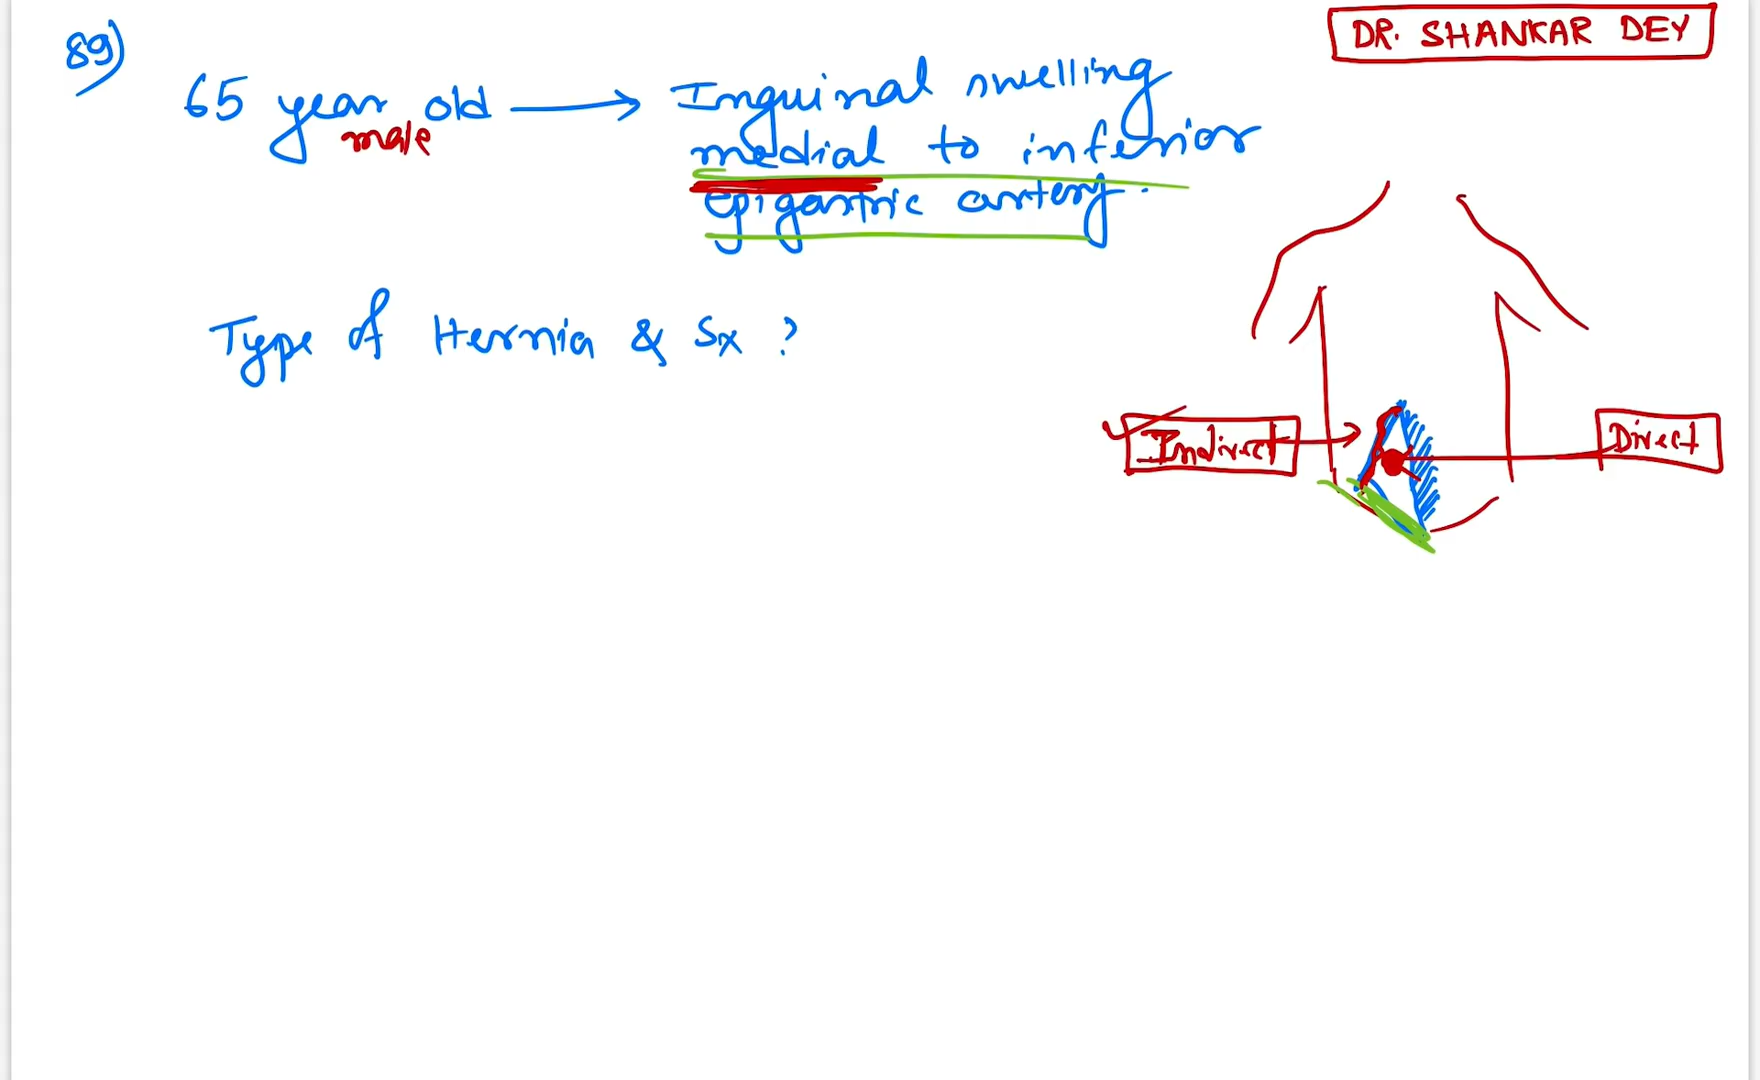 DR. SHANKAR DEY
89)
65 year old → Inguinal swelling
male
medial to inferior
epigastric artery.
Type of Hernia & Sx ?
Indirect
Direct